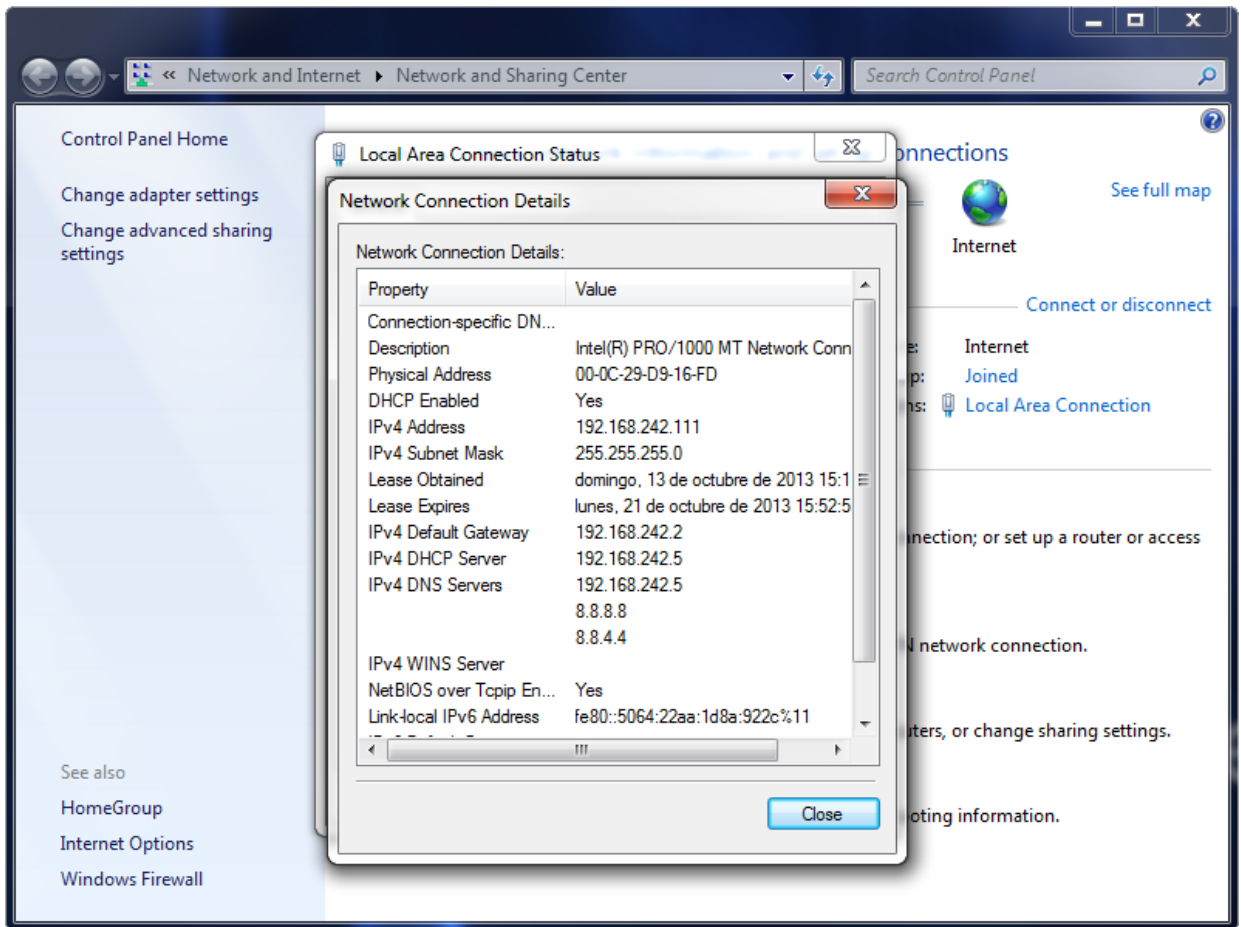 « Network and Internet ▸ Network and Sharing Center
Search Control Panel
Control Panel Home
Change adapter settings
Change advanced sharing
settings
See also
HomeGroup
Internet Options
Windows Firewall
Local Area Connection Status
Network Connection Details
Network Connection Details:
Property Value
Connection-specific DN...
Description Intel(R) PRO/1000 MT Network Conn
Physical Address 00-0C-29-D9-16-FD
DHCP Enabled Yes
IPv4 Address 192.168.242.111
IPv4 Subnet Mask 255.255.255.0
Lease Obtained domingo, 13 de octubre de 2013 15:1
Lease Expires lunes, 21 de octubre de 2013 15:52:5
IPv4 Default Gateway 192.168.242.2
IPv4 DHCP Server 192.168.242.5
IPv4 DNS Servers 192.168.242.5
8.8.8.8
8.8.4.4
IPv4 WINS Server
NetBIOS over Tcpip En... Yes
Link-local IPv6 Address fe80::5064:22aa:1d8a:922c%11
Close
onnections
See full map
Internet
Connect or disconnect
e: Internet
p: Joined
ns: Local Area Connection
nnection; or set up a router or access
N network connection.
uters, or change sharing settings.
oting information.